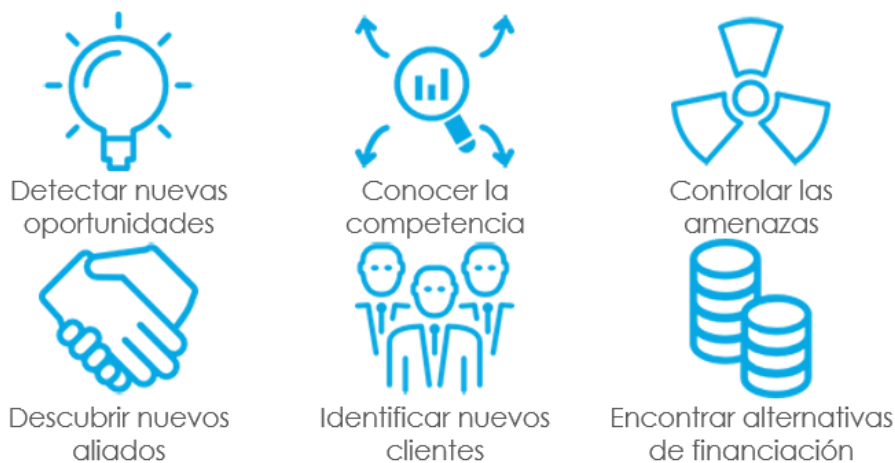 Detectar nuevas
oportunidades
Conocer la
competencia
Controlar las
amenazas
Descubrir nuevos
aliados
Identificar nuevos
clientes
Encontrar alternativas
de financiación